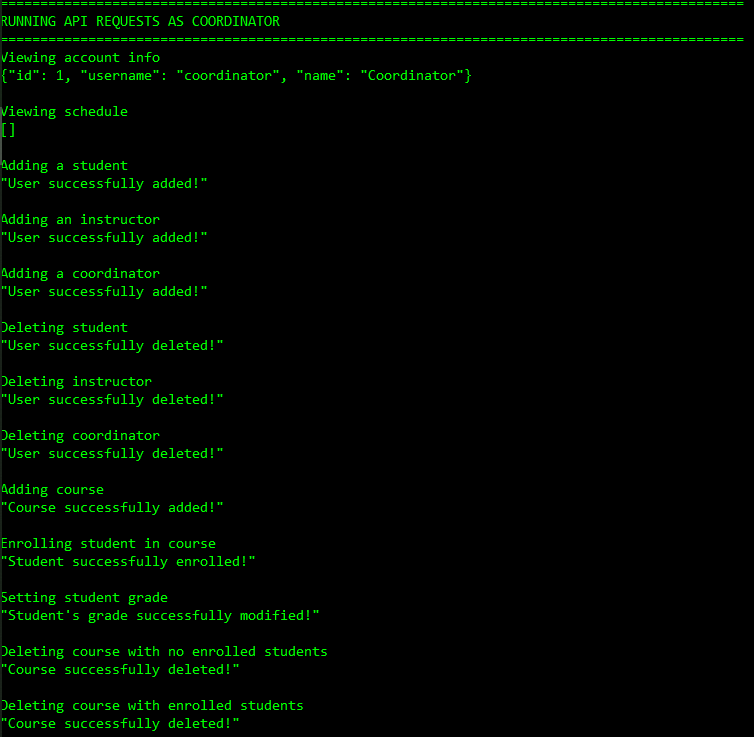 =============================================================================================
RUNNING API REQUESTS AS COORDINATOR
=============================================================================================
Viewing account info
{"id": 1, "username": "coordinator", "name": "Coordinator"}
Viewing schedule
[]
Adding a student
"User successfully added!"
Adding an instructor
"User successfully added!"
Adding a coordinator
"User successfully added!"
Deleting student
"User successfully deleted!"
Deleting instructor
"User successfully deleted!"
Deleting coordinator
"User successfully deleted!"
Adding course
"Course successfully added!"
Enrolling student in course
"Student successfully enrolled!"
Setting student grade
"Student's grade successfully modified!"
Deleting course with no enrolled students
"Course successfully deleted!"
Deleting course with enrolled students
"Course successfully deleted!"